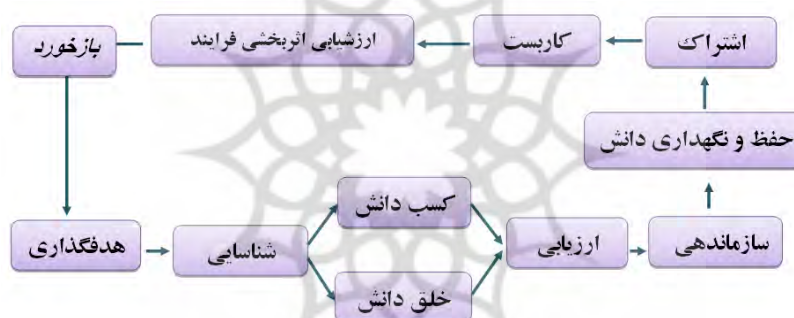 اشتراک
کاربست
ارزشیابی اثربخشی فرایند
بازخورد
حفظ و نگهداری دانش
کسب دانش
هدفگذاری
شناسایی
ارزیابی
سازماندهی
خلق دانش